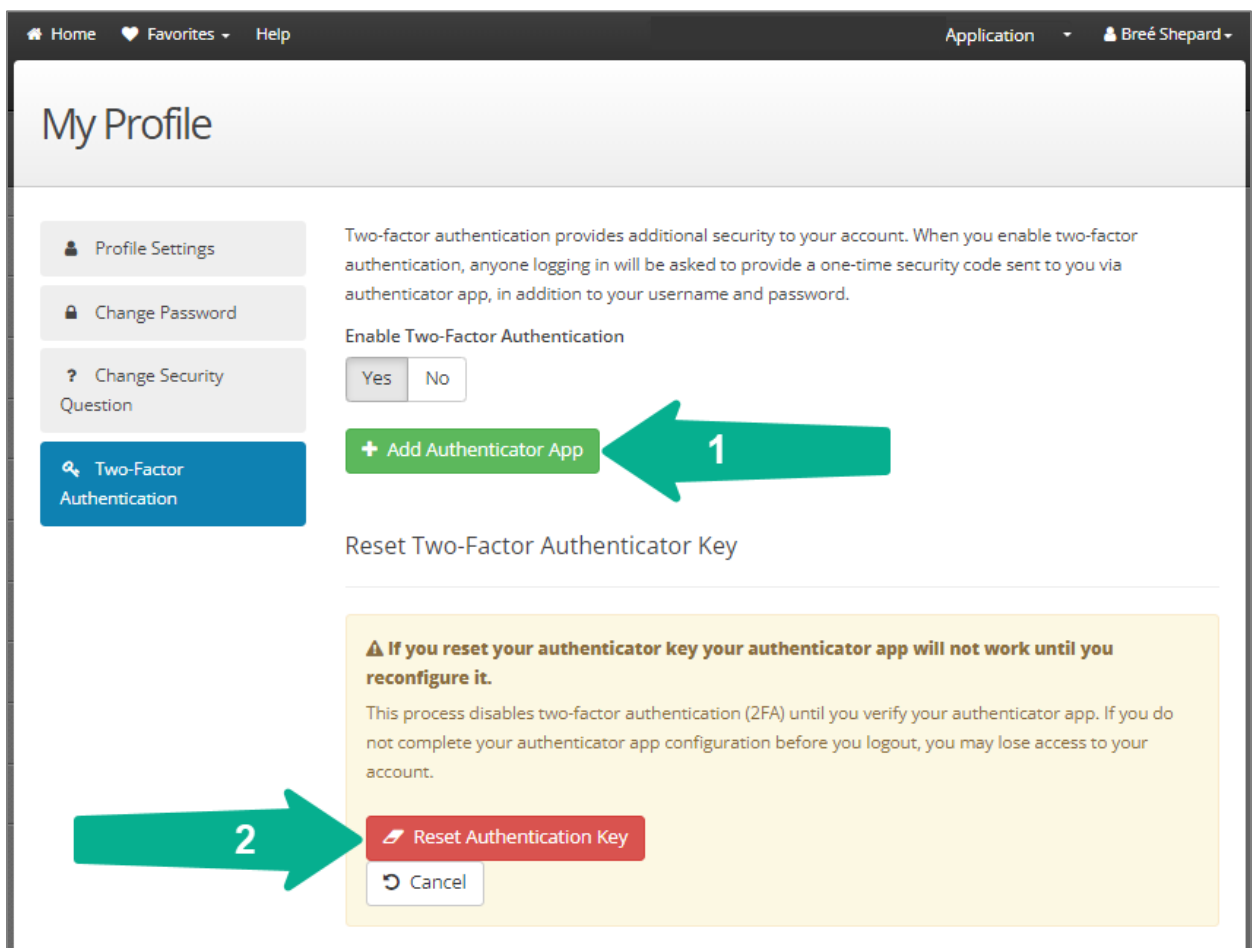 Home Favorites Help Application Breé Shepard
My Profile
Profile Settings
Change Password
? Change Security
Question
Two-Factor
Authentication
Two-factor authentication provides additional security to your account. When you enable two-factor
authentication, anyone logging in will be asked to provide a one-time security code sent to you via
authenticator app, in addition to your username and password.
Enable Two-Factor Authentication
Yes No
+ Add Authenticator App
1
Reset Two-Factor Authenticator Key
If you reset your authenticator key your authenticator app will not work until you
reconfigure it.
This process disables two-factor authentication (2FA) until you verify your authenticator app. If you do
not complete your authenticator app configuration before you logout, you may lose access to your
account.
2
Reset Authentication Key
Cancel